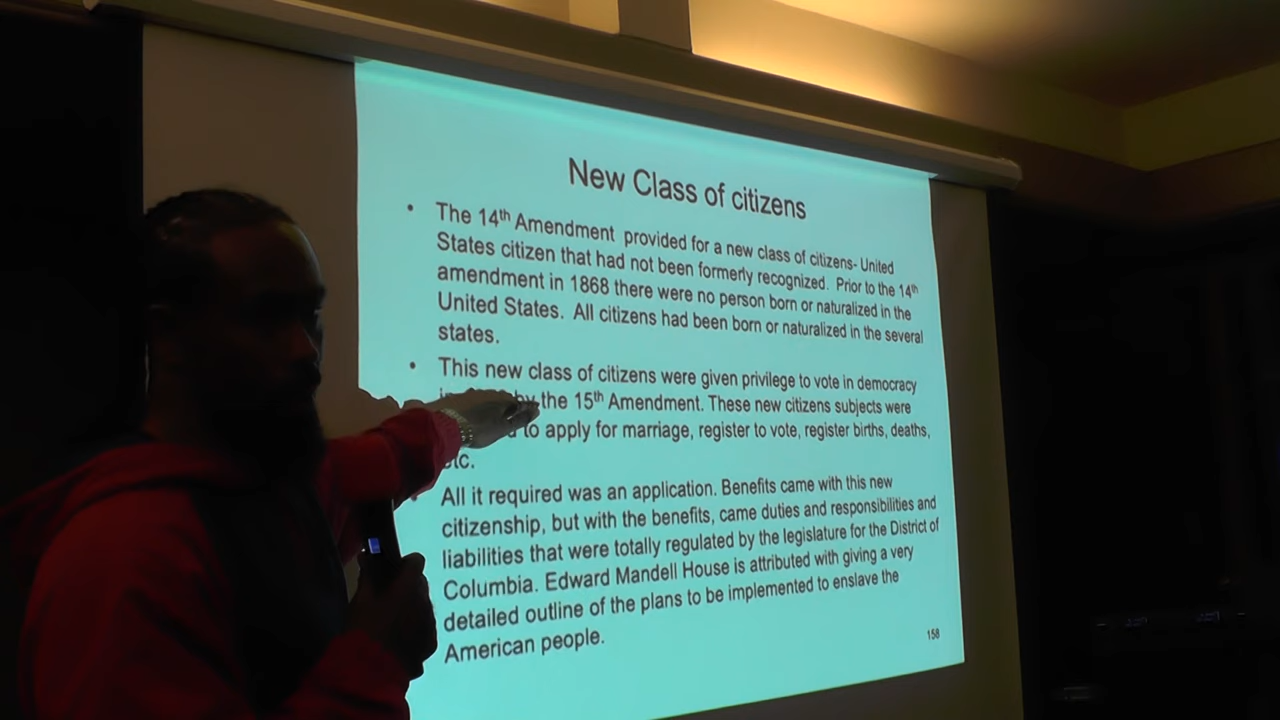 New Class of citizens
• The 14th Amendment provided for a new class of citizens- United
States citizen that had not been formerly recognized. Prior to the 14th
amendment in 1868 there were no person born or naturalized in the
United States. All citizens had been born or naturalized in the several
states.
• This new class of citizens were given privilege to vote in democracy
by the 15th Amendment. These new citizens subjects were
to apply for marriage, register to vote, register births, deaths,
etc.
All it required was an application. Benefits came with this new
citizenship, but with the benefits, came duties and responsibilities and
liabilities that were totally regulated by the legislature for the District of
Columbia. Edward Mandell House is attributed with giving a very
detailed outline of the plans to be implemented to enslave the
American people.
158